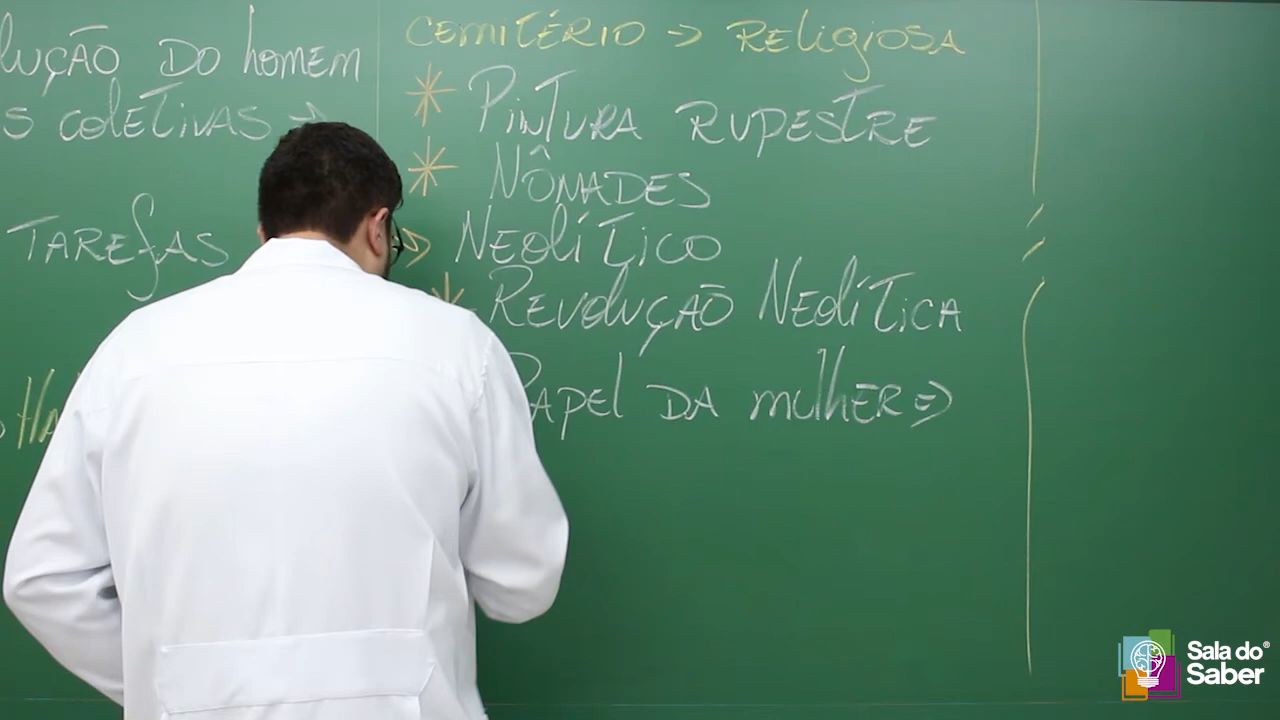 lução do homem
s coletivas →
Tarefas
Cemitério → Religiosa
* Pintura Rupestre
* Nômades
> Neolítico
* Revolução Neolítica
Papel da mulher ⇒
Sala do®
Saber